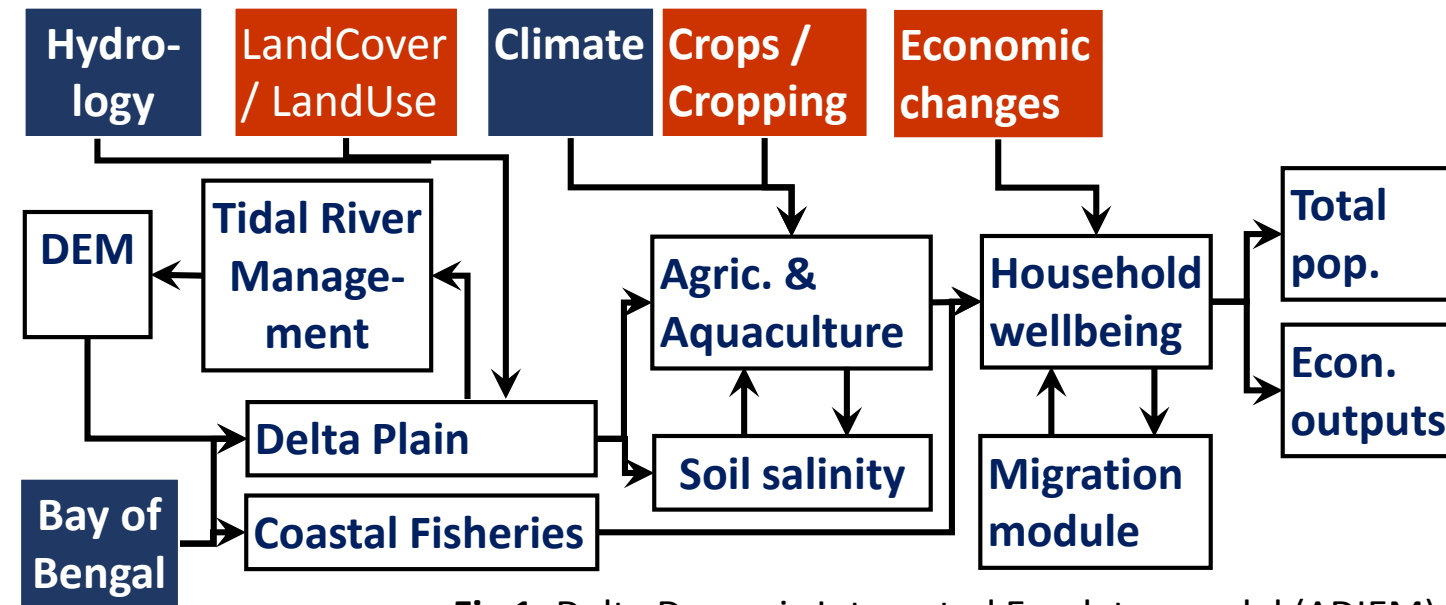 Hydro-
logy
LandCover
/ LandUse
Climate
Crops /
Cropping
Economic
changes
Tidal River
Manage-
ment
DEM
Total
pop.
Agric. &
Aquaculture
Household
wellbeing
Econ.
outputs
Delta Plain
Soil salinity
Migration
module
Bay of
Bengal
Coastal Fisheries